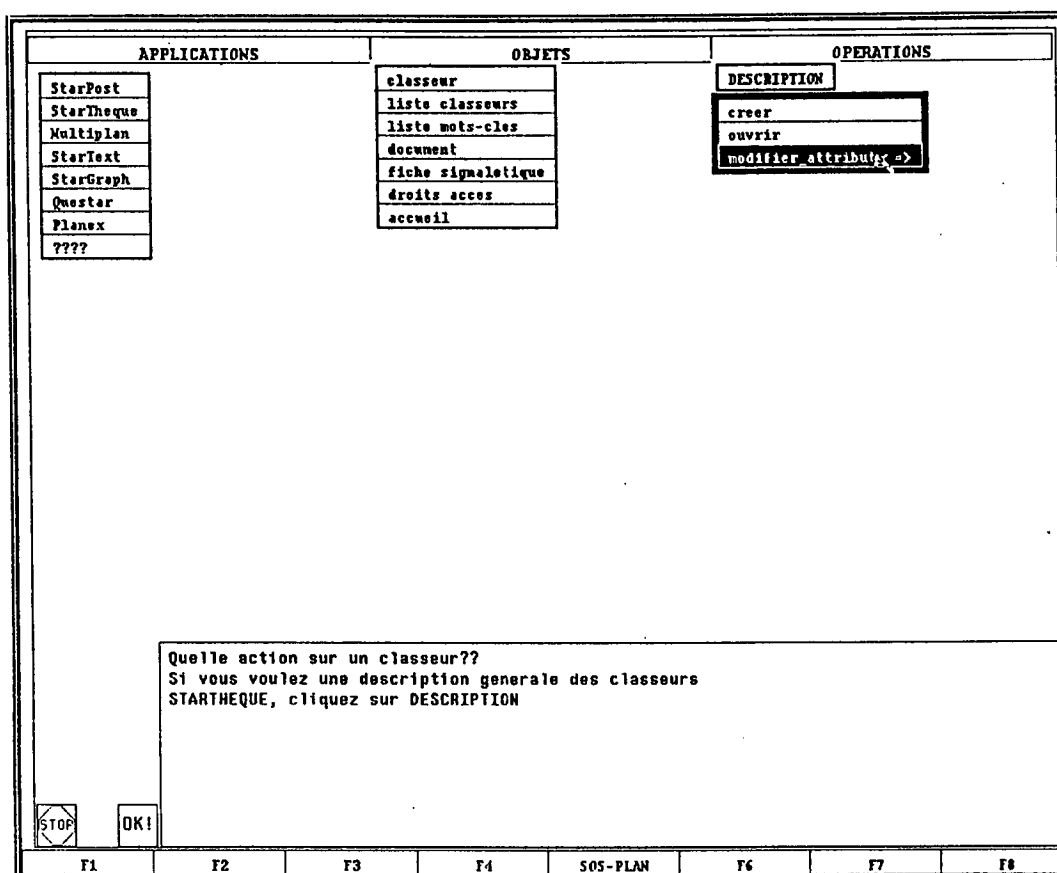 APPLICATIONS OBJETS OPERATIONS
StarPost
StarTheque
Multiplan
StarText
StarGraph
Questar
Planex
????
classeur
liste classeurs
liste mots-cles
document
fiche signaletique
droits acces
accueil
DESCRIPTION
creer
ouvrir
modifier_attributs =>
Quelle action sur un classeur??
Si vous voulez une description generale des classeurs
STARTHEQUE, cliquez sur DESCRIPTION
STOP OK!
F1 F2 F3 F4 SOS-PLAN F6 F7 F8